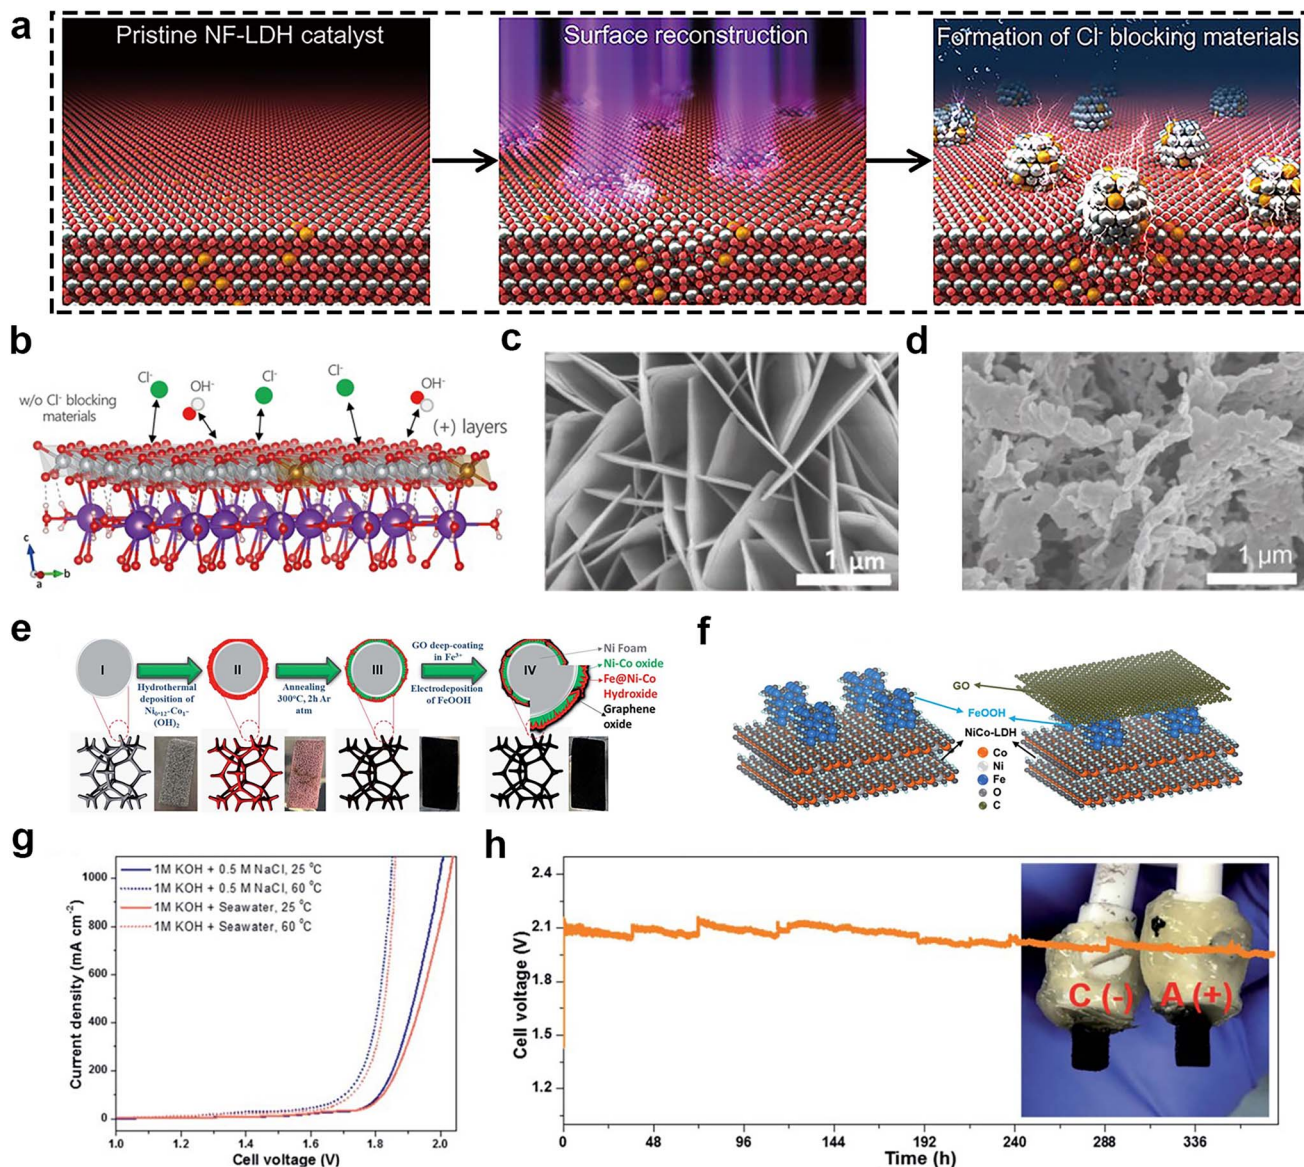 a
Pristine NF-LDH catalyst
Surface reconstruction
Formation of Cl⁻ blocking materials
b
w/o Cl⁻ blocking
materials
Cl⁻
OH⁻
Cl⁻
Cl⁻
OH⁻
(+) layers
c
a
b
c
1 µm
d
1 µm
e
I
Hydrothermal
deposition of
Ni₀.₁₂-Co₁-
(OH)₂
II
Annealing
300°C, 2h Ar
atm
III
GO deep-coating
in Fe³⁺
Electrodeposition
of FeOOH
IV
Ni Foam
Ni-Co oxide
Fe@Ni-Co
Hydroxide
Graphene
oxide
f
GO
FeOOH
NiCo-LDH
Co
Ni
Fe
O
C
g
Current density (mA cm⁻²)
1000
800
600
400
200
0
1M KOH + 0.5 M NaCl, 25 °C
1M KOH + 0.5 M NaCl, 60 °C
1M KOH + Seawater, 25 °C
1M KOH + Seawater, 60 °C
1.0 1.2 1.4 1.6 1.8 2.0
Cell voltage (V)
h
Cell voltage (V)
2.4
2.1
1.8
1.5
1.2
C (-) A (+)
0 48 96 144 192 240 288 336
Time (h)